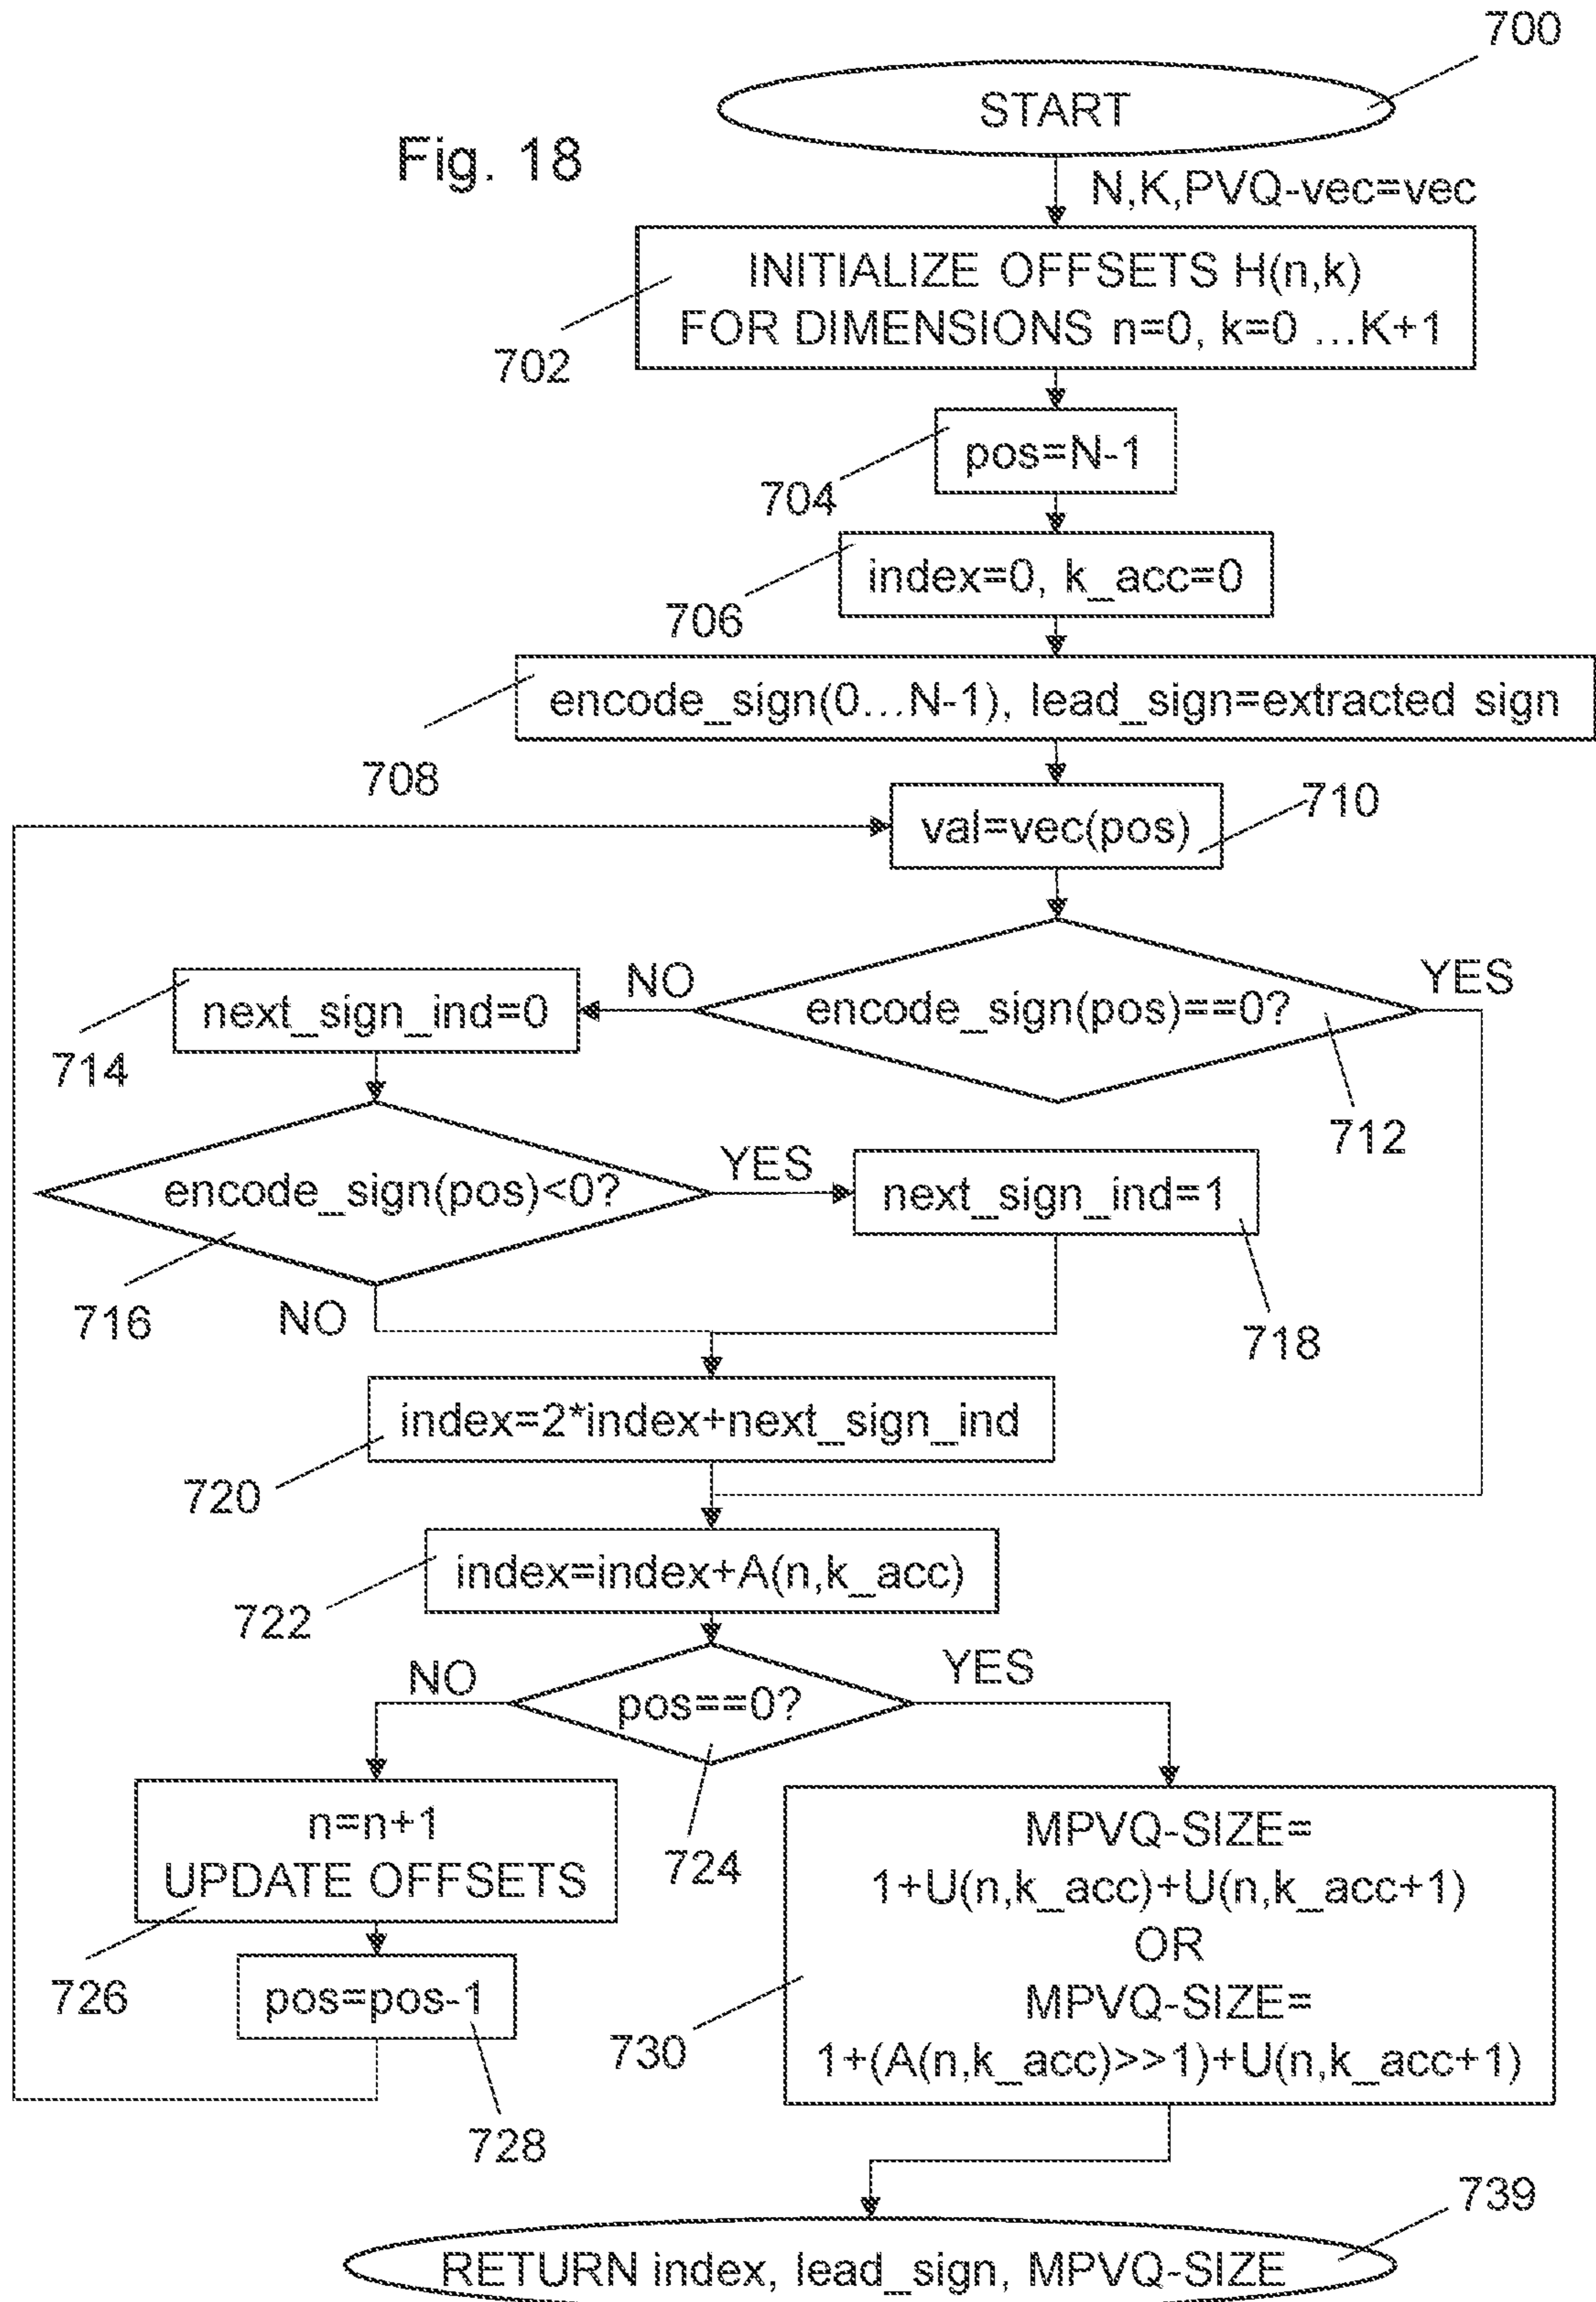 700
START
Fig. 18
N,K,PVQ-vec=vec
INITIALIZE OFFSETS H(n,k)
FOR DIMENSIONS n=0, k=0 ...K+1
702
pos=N-1
704
index=0, k_acc=0
706
encode_sign(0...N-1), lead_sign=extracted sign
708
710
val=vec(pos)
NO
YES
next_sign_ind=0
encode_sign(pos)==0?
714
712
YES
encode_sign(pos)<0?
next_sign_ind=1
716
NO
718
index=2*index+next_sign_ind
720
index=index+A(n,k_acc)
722
NO
YES
pos==0?
n=n+1
UPDATE OFFSETS
724
MPVQ-SIZE=
1+U(n,k_acc)+U(n,k_acc+1)
OR
MPVQ-SIZE=
1+(A(n,k_acc)>>1)+U(n,k_acc+1)
726
pos=pos-1
730
728
739
RETURN index, lead_sign, MPVQ-SIZE